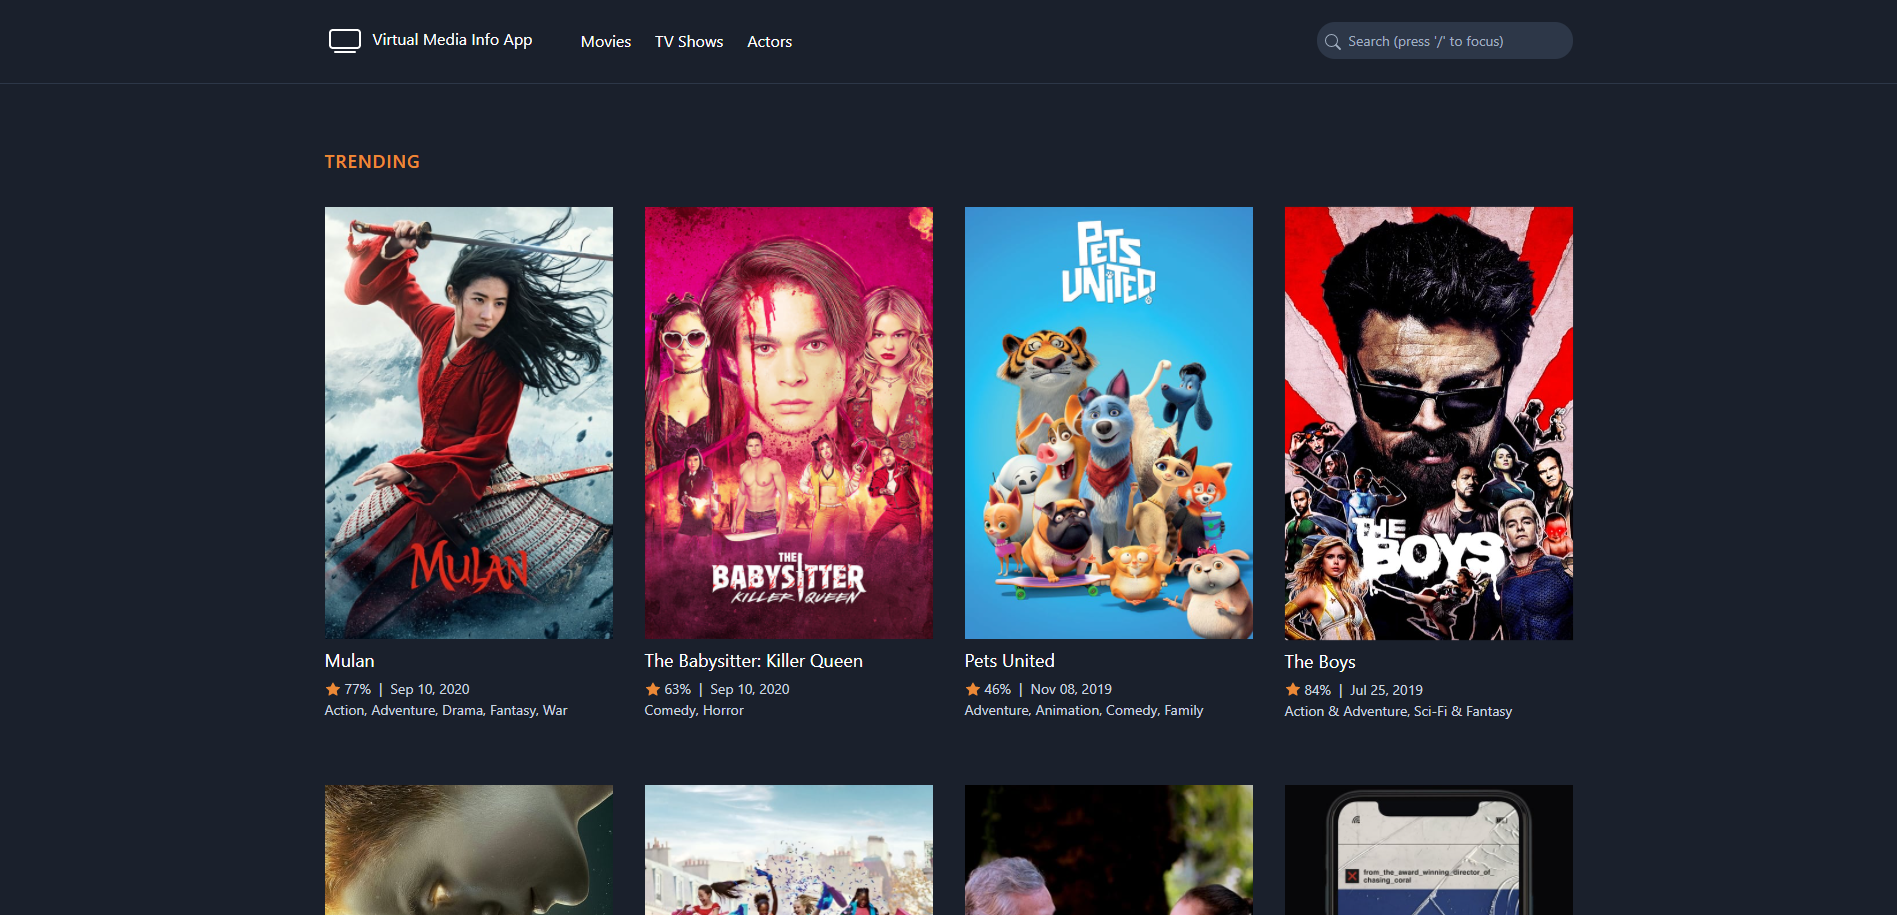 Virtual Media Info App
Movies
TV Shows
Actors
Search (press '/' to focus)
TRENDING
PETS
UNITED
MULAN
THE
BABYSITTER
KILLER QUEEN
THE
BOYS
Mulan
77% | Sep 10, 2020
Action, Adventure, Drama, Fantasy, War
The Babysitter: Killer Queen
63% | Sep 10, 2020
Comedy, Horror
Pets United
46% | Nov 08, 2019
Adventure, Animation, Comedy, Family
The Boys
84% | Jul 25, 2019
Action & Adventure, Sci-Fi & Fantasy
from_the_award_winning_director_of_
chasing_coral